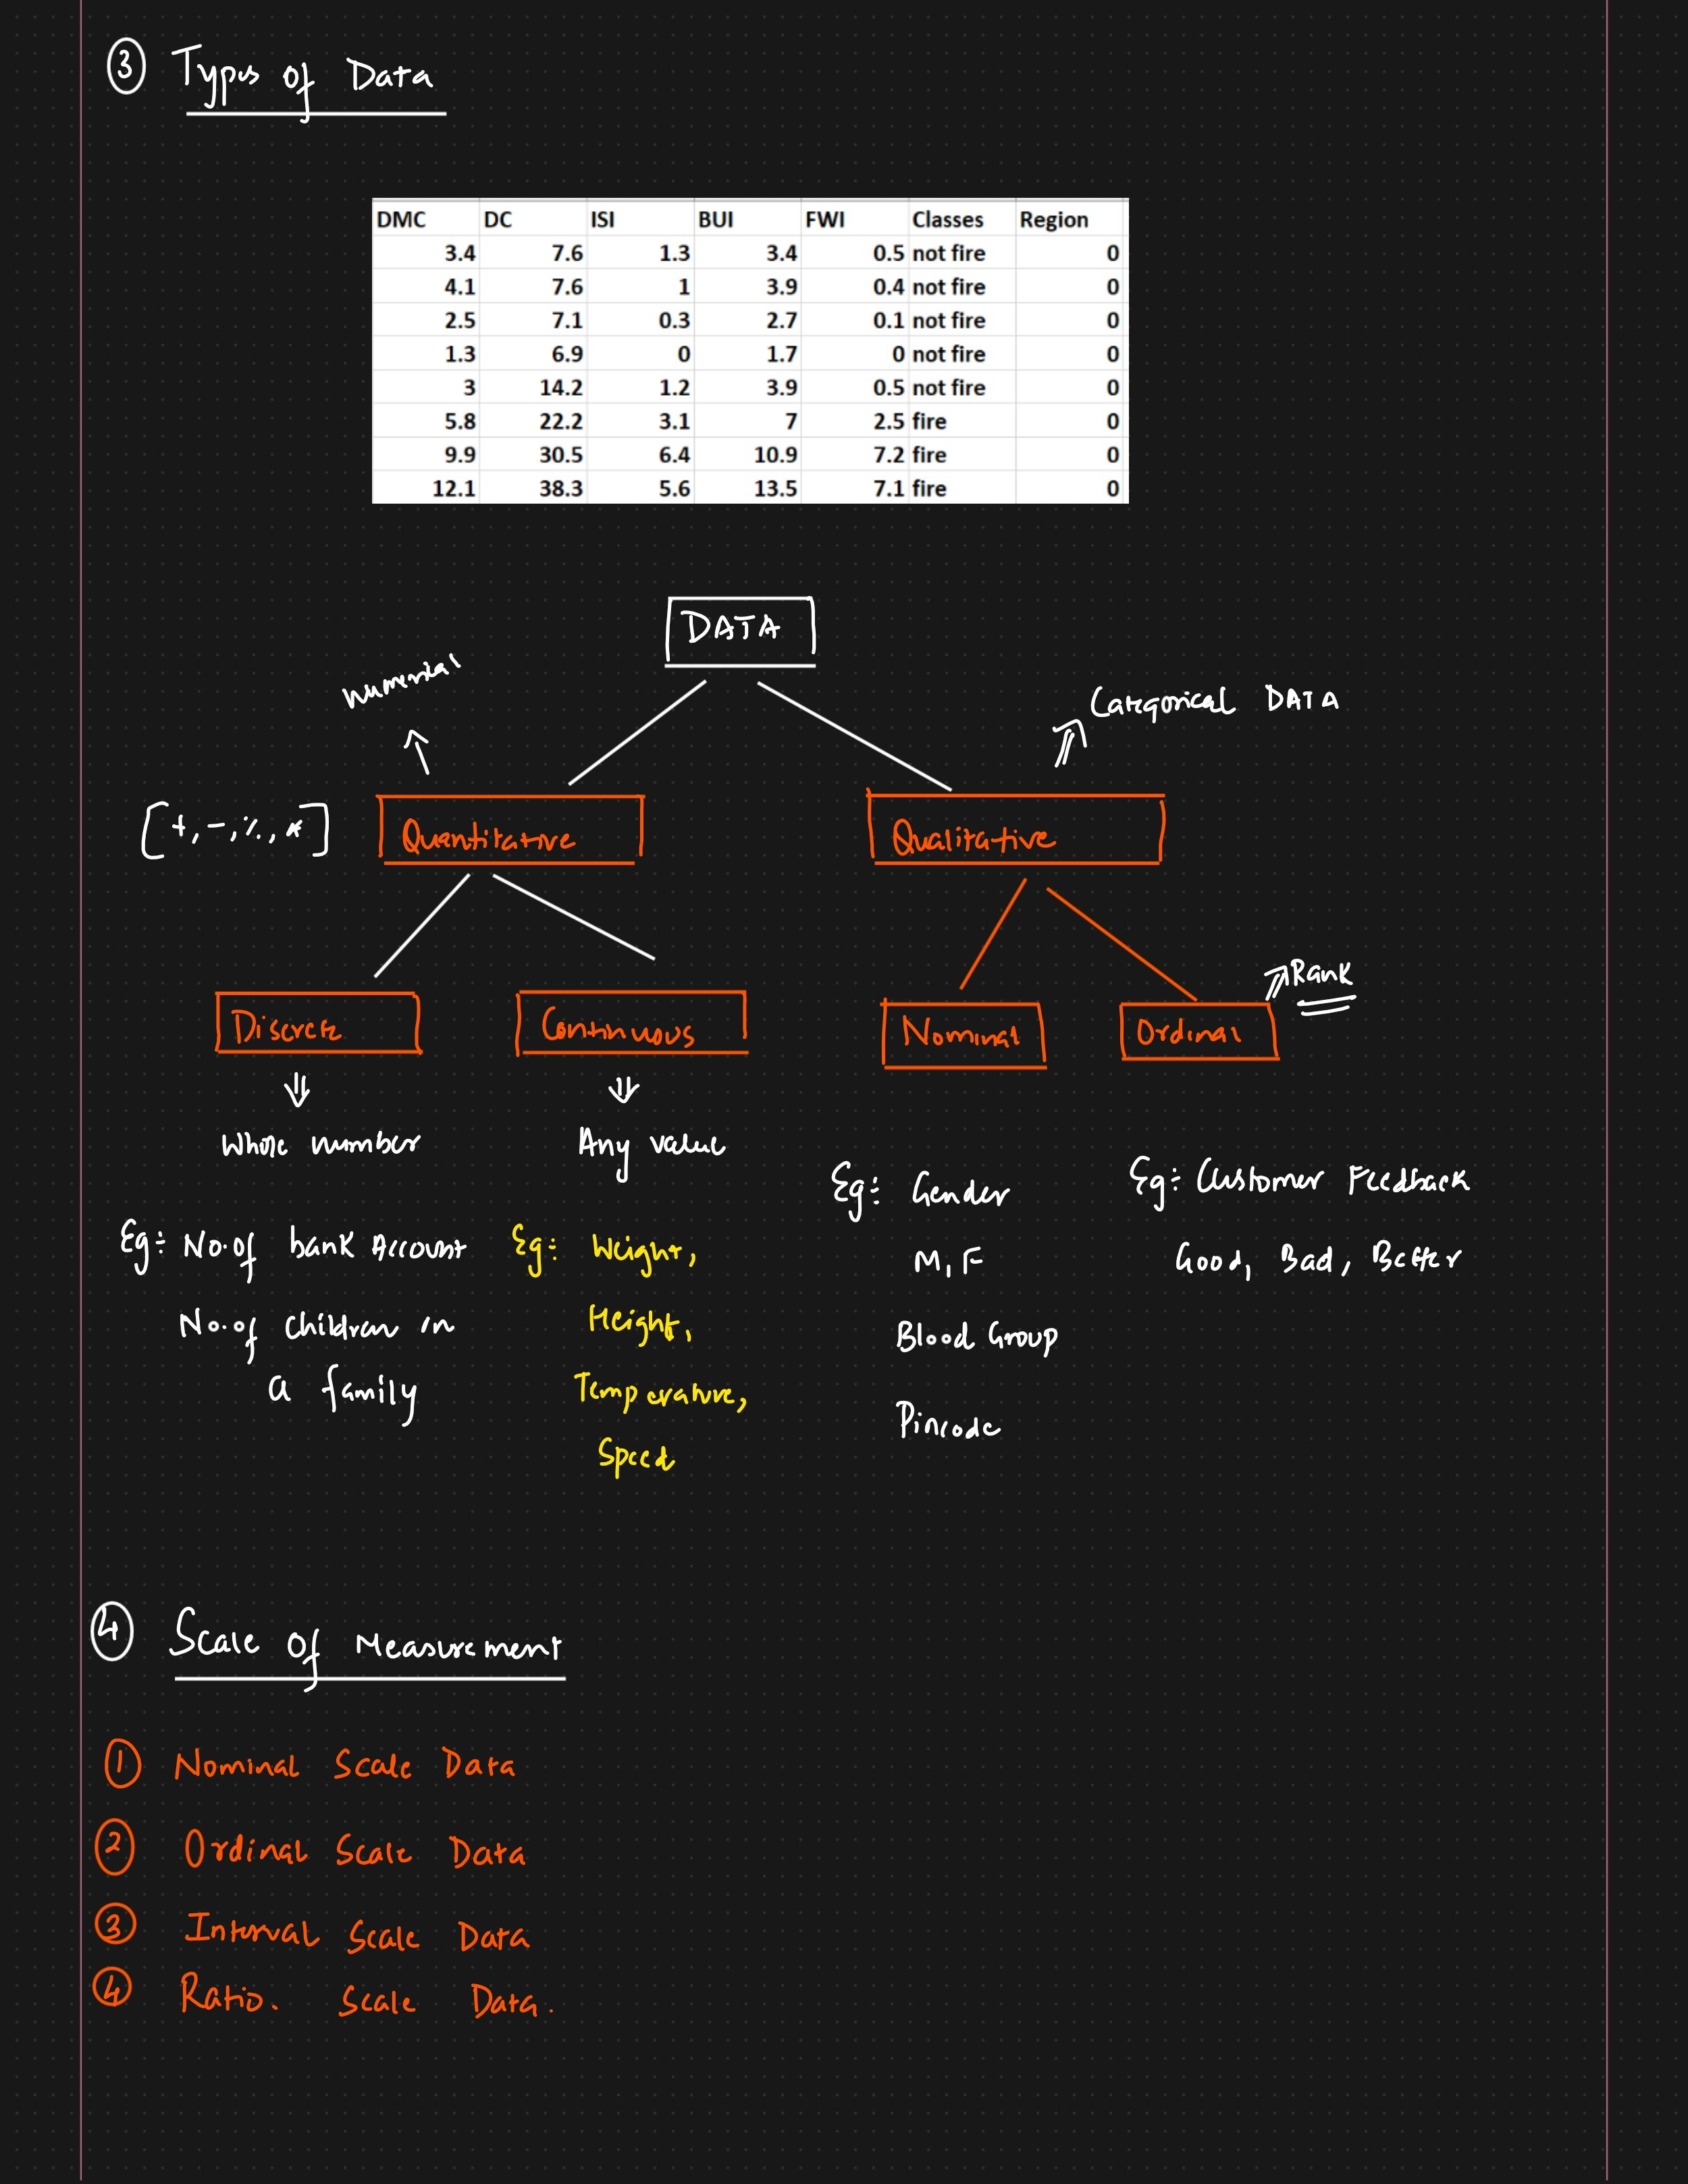 ③ Types of Data
DMC DC ISI BUI FWI Classes Region
3.4 7.6 1.3 3.4 0.5 not fire 0
4.1 7.6 1 3.9 0.4 not fire 0
2.5 7.1 0.3 2.7 0.1 not fire 0
1.3 6.9 0 1.7 0 not fire 0
3 14.2 1.2 3.9 0.5 not fire 0
5.8 22.2 3.1 7 2.5 fire 0
9.9 30.5 6.4 10.9 7.2 fire 0
12.1 38.3 5.6 13.5 7.1 fire 0
DATA
Numerical
Categorical DATA
[+, -, %, *]
Quantitative
Qualitative
Rank
Discrete
Continuous
Nominal
Ordinal
Whole number
Any value
Eg: No. of bank Account
No. of children in
a family
Eg: Weight,
Height,
Temperature,
Speed
Eg: Gender
M, F
Blood Group
Pincode
Eg: Customer Feedback
Good, Bad, Better
④ Scale of Measurement
① Nominal Scale Data
② Ordinal Scale Data
③ Interval Scale Data
④ Ratio. Scale Data.